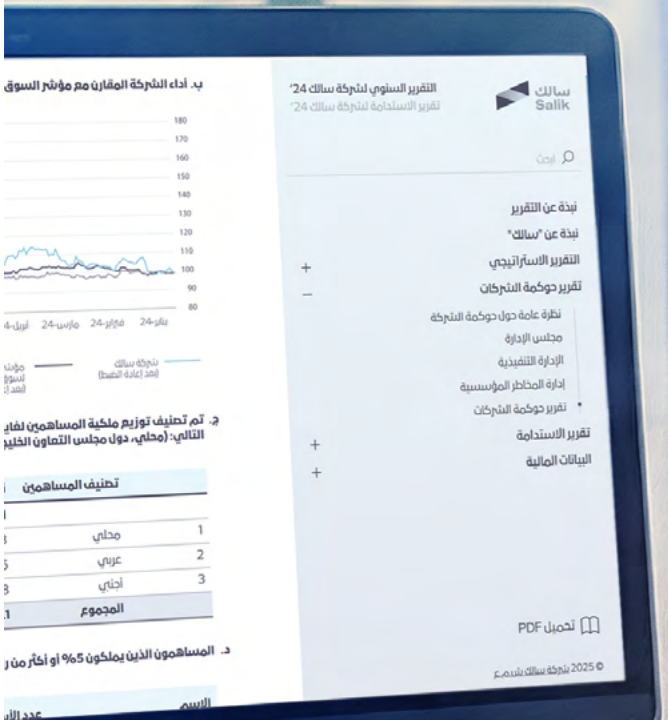 سالك
Salik
التقرير السنوي لشركة سالك 24'
تقرير الاستدامة لشركة سالك 24'
ابحث
نبذة عن التقرير
نبذة عن "سالك"
التقرير الاستراتيجي
+
تقرير حوكمة الشركات
–
نظرة عامة حول حوكمة الشركة
مجلس الإدارة
الإدارة التنفيذية
إدارة المخاطر المؤسسية
تقرير حوكمة الشركات
تقرير الاستدامة
+
البيانات المالية
+
تحميل PDF
© 2025 شركة سالك ش.م.ع
ب. أداء الشركة المقارن مع مؤشر السوق
180
170
160
150
140
130
120
110
100
90
80
يناير-24 فبراير-24 مارس-24 أبريل-24
شركة سالك
(بعد إعادة الضبط)
ج. تم تصنيف توزيع ملكية المساهمين
التالي: (محلي، دول مجلس التعاون
تصنيف المساهمين
1 محلي
2 عربي
3 أجنبي
المجموع
د. المساهمون الذين يملكون 5% أو أكثر من
الاسم عدد